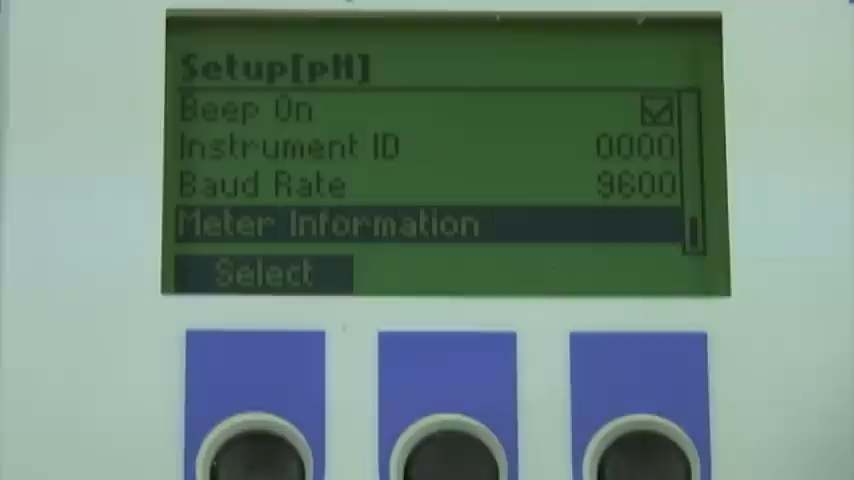 Setup[pH]
Beep On
Instrument ID 0000
Baud Rate 9600
Meter Information
Select